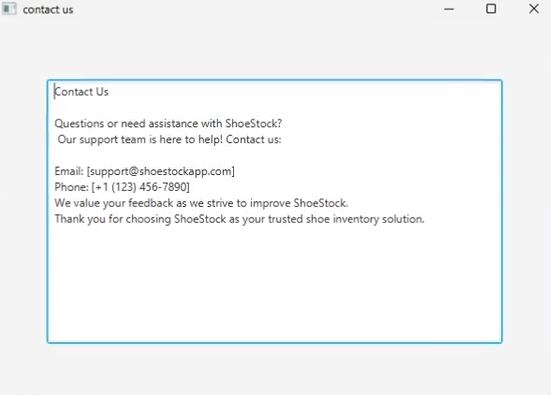 contact us
Contact Us
Questions or need assistance with ShoeStock?
Our support team is here to help! Contact us:
Email: [support@shoestockapp.com]
Phone: [+1 (123) 456-7890]
We value your feedback as we strive to improve ShoeStock.
Thank you for choosing ShoeStock as your trusted shoe inventory solution.